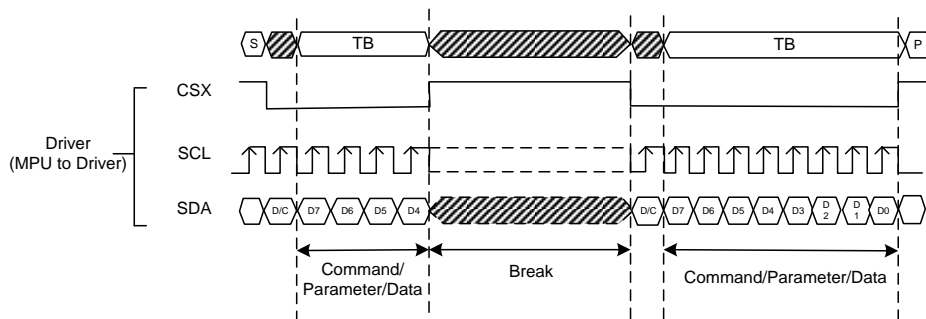 S TB TB P
CSX
Driver
(MPU to Driver)
SCL
SDA
D/C D7 D6 D5 D4 D/C D7 D6 D5 D4 D3 D
2 D
1 D0
Command/
Parameter/Data
Break
Command/Parameter/Data